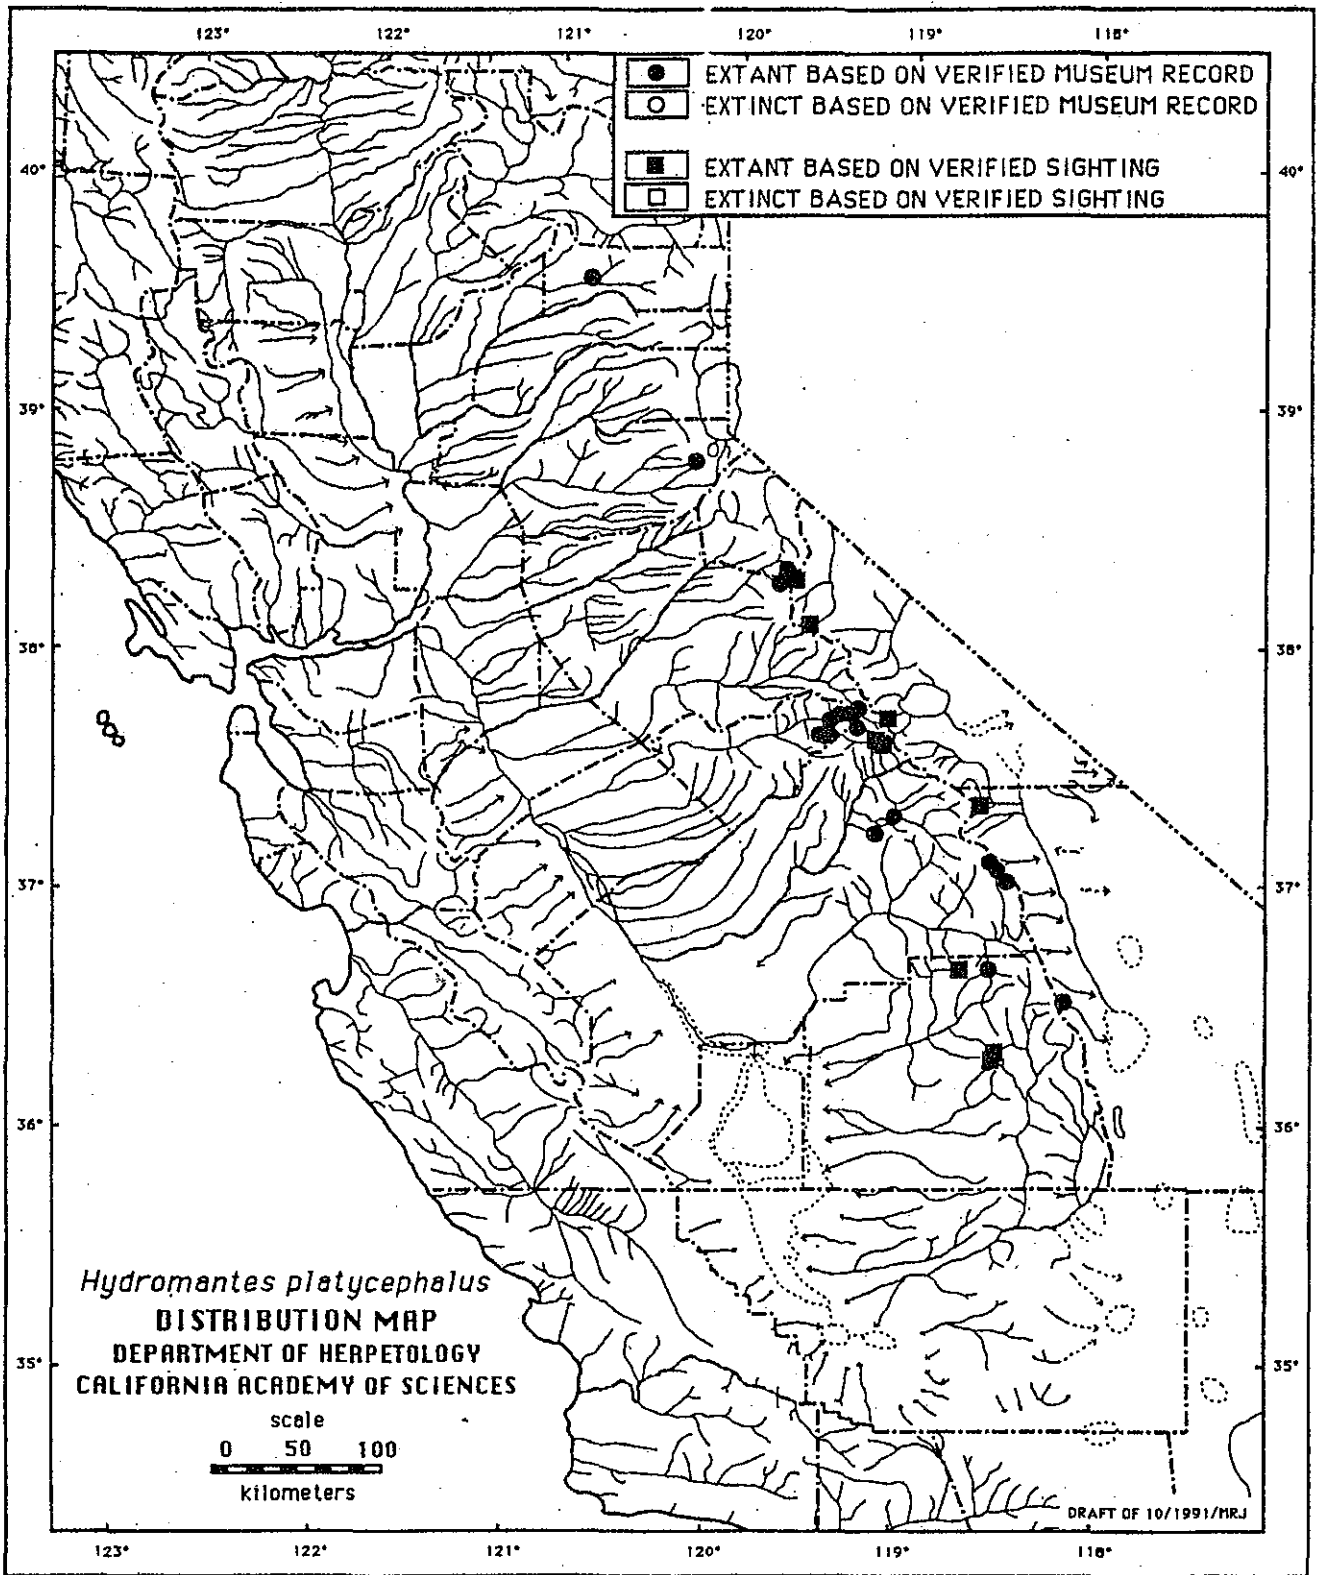 123° 122° 121° 120° 119° 118°
EXTANT BASED ON VERIFIED MUSEUM RECORD
EXTINCT BASED ON VERIFIED MUSEUM RECORD
EXTANT BASED ON VERIFIED SIGHTING
EXTINCT BASED ON VERIFIED SIGHTING
40° 40°
39° 39°
38° 38°
37° 37°
36° 36°
35° 35°
Hydromantes platycephalus
DISTRIBUTION MAP
DEPARTMENT OF HERPETOLOGY
CALIFORNIA ACADEMY OF SCIENCES
scale
0 50 100
kilometers
DRAFT OF 10/1991/MRJ
123° 122° 121° 120° 119° 118°